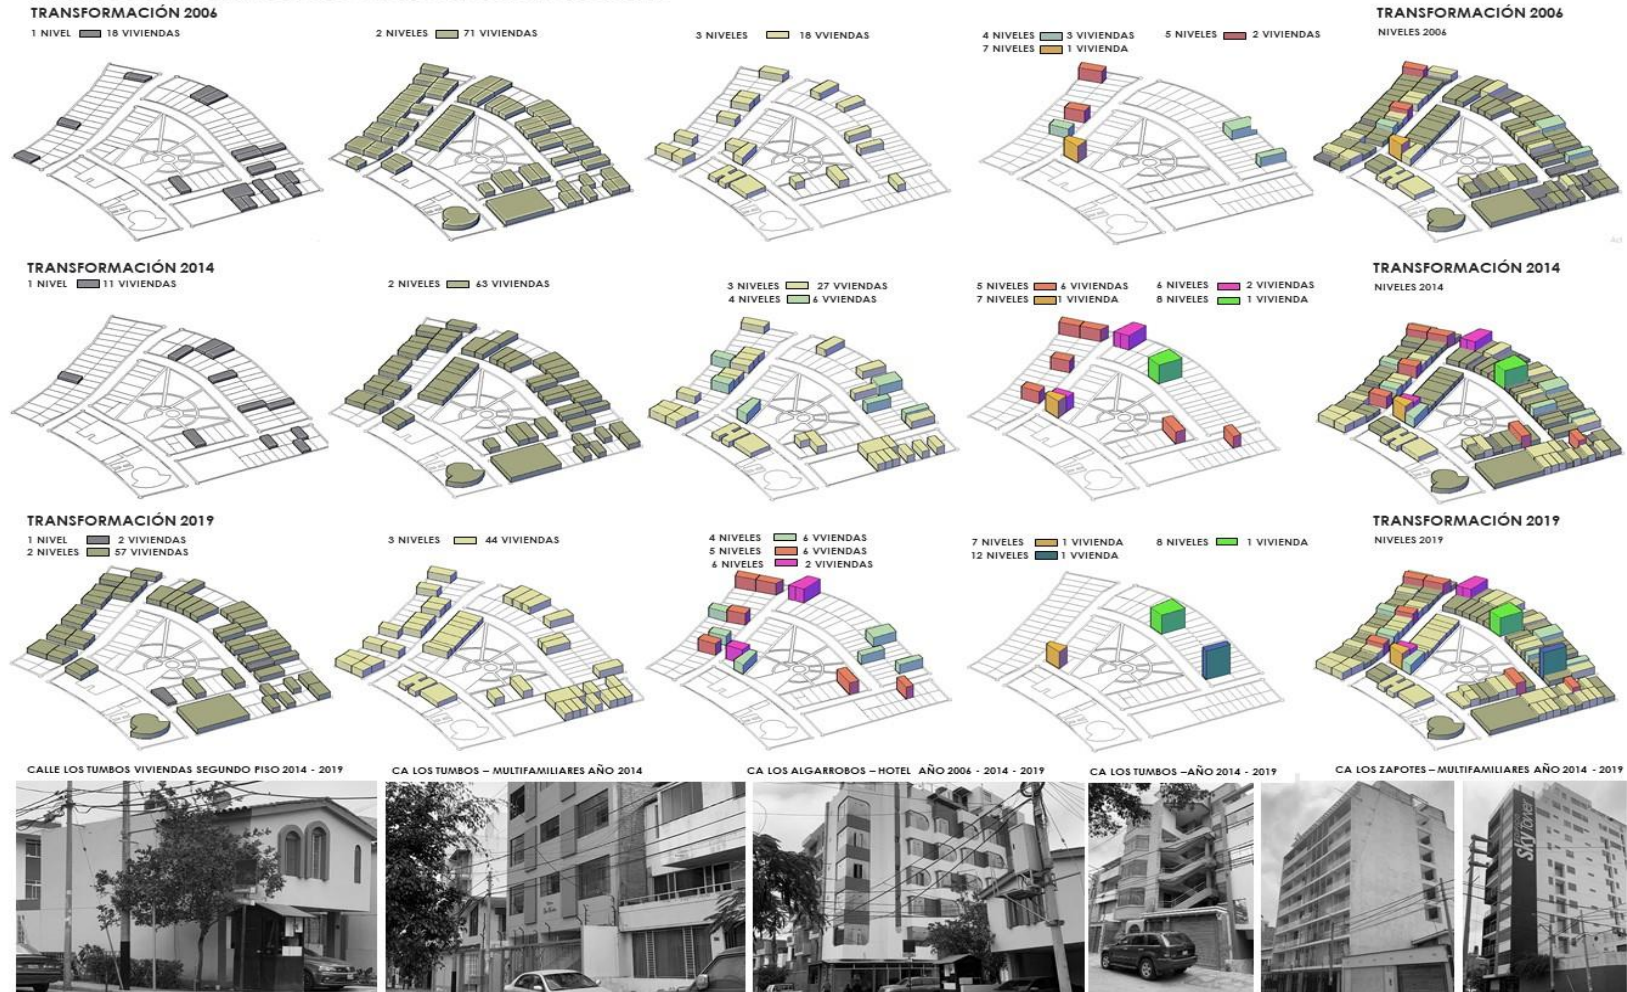 TRANSFORMACIÓN 2006
1 NIVEL 18 VIVIENDAS
2 NIVELES 71 VIVIENDAS
3 NIVELES 18 VVIENDAS
4 NIVELES 3 VIVIENDAS
5 NIVELES 2 VIVIENDAS
7 NIVELES 1 VIVIENDA
TRANSFORMACIÓN 2006
NIVELES 2006
TRANSFORMACIÓN 2014
1 NIVEL 11 VIVIENDAS
2 NIVELES 63 VIVIENDAS
3 NIVELES 27 VVIENDAS
4 NIVELES 6 VVIENDAS
5 NIVELES 6 VIVIENDAS
6 NIVELES 2 VIVIENDAS
7 NIVELES 1 VIVIENDA
8 NIVELES 1 VIVIENDA
TRANSFORMACIÓN 2014
NIVELES 2014
TRANSFORMACIÓN 2019
1 NIVEL 2 VIVIENDAS
2 NIVELES 57 VIVIENDAS
3 NIVELES 44 VIVIENDAS
4 NIVELES 6 VVIENDAS
5 NIVELES 6 VVIENDAS
6 NIVELES 2 VIVIENDAS
7 NIVELES 1 VIVIENDA
8 NIVELES 1 VIVIENDA
12 NIVELES 1 VVIENDA
TRANSFORMACIÓN 2019
NIVELES 2019
CALLE LOS TUMBOS VIVIENDAS SEGUNDO PISO 2014 - 2019
CA LOS TUMBOS – MULTIFAMILIARES AÑO 2014
CA LOS ALGARROBOS – HOTEL AÑO 2006 - 2014 - 2019
CA LOS TUMBOS –AÑO 2014 - 2019
CA LOS ZAPOTES – MULTIFAMILIARES AÑO 2014 - 2019
SKY Tower